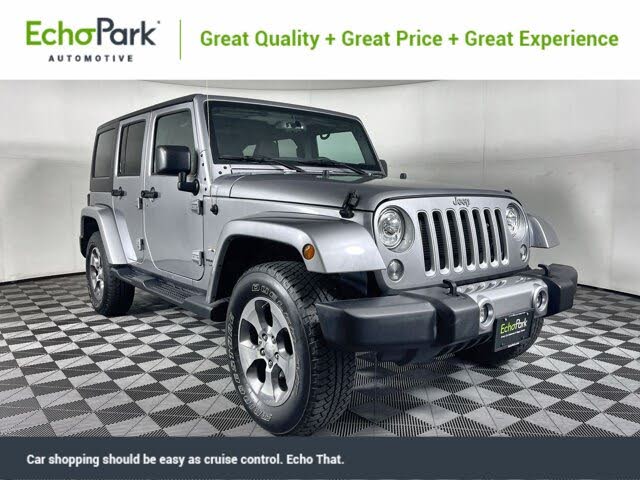 EchoPark®
AUTOMOTIVE
Great Quality + Great Price + Great Experience
Jeep
EchoPark
Car shopping should be easy as cruise control. Echo That.